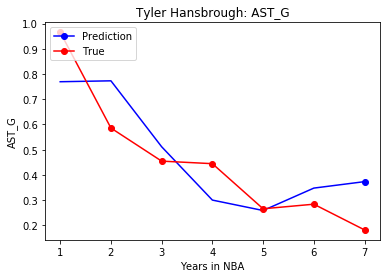 Tyler Hansbrough: AST_G
1.0
0.9
0.8
0.7
0.6
0.5
0.4
0.3
0.2
AST_G
Prediction
True
1 2 3 4 5 6 7
Years in NBA